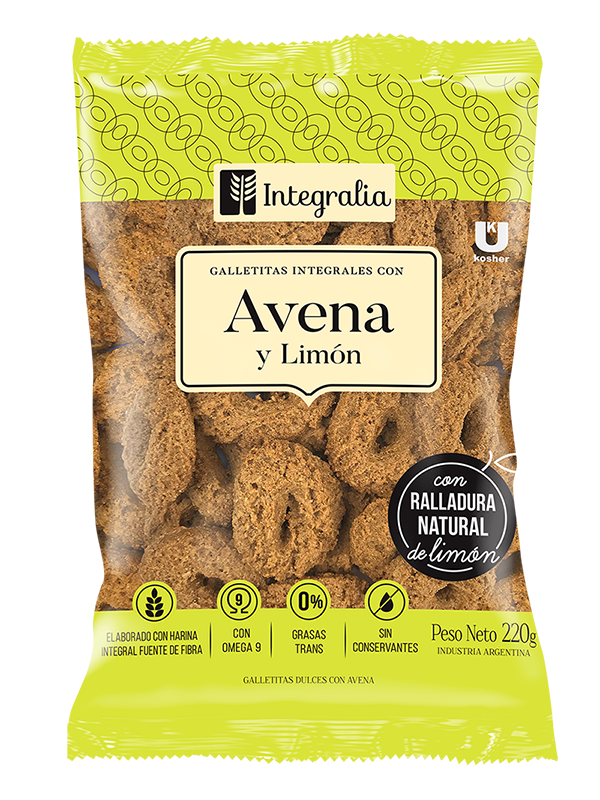 Integralia
UK
kosher
GALLETITAS INTEGRALES CON
Avena
y Limón
con
RALLADURA
NATURAL
de limón
ELABORADO CON HARINA
INTEGRAL FUENTE DE FIBRA
9
CON
OMEGA 9
0%
GRASAS
TRANS
SIN
CONSERVANTES
Peso Neto 220g
INDUSTRIA ARGENTINA
GALLETITAS DULCES CON AVENA